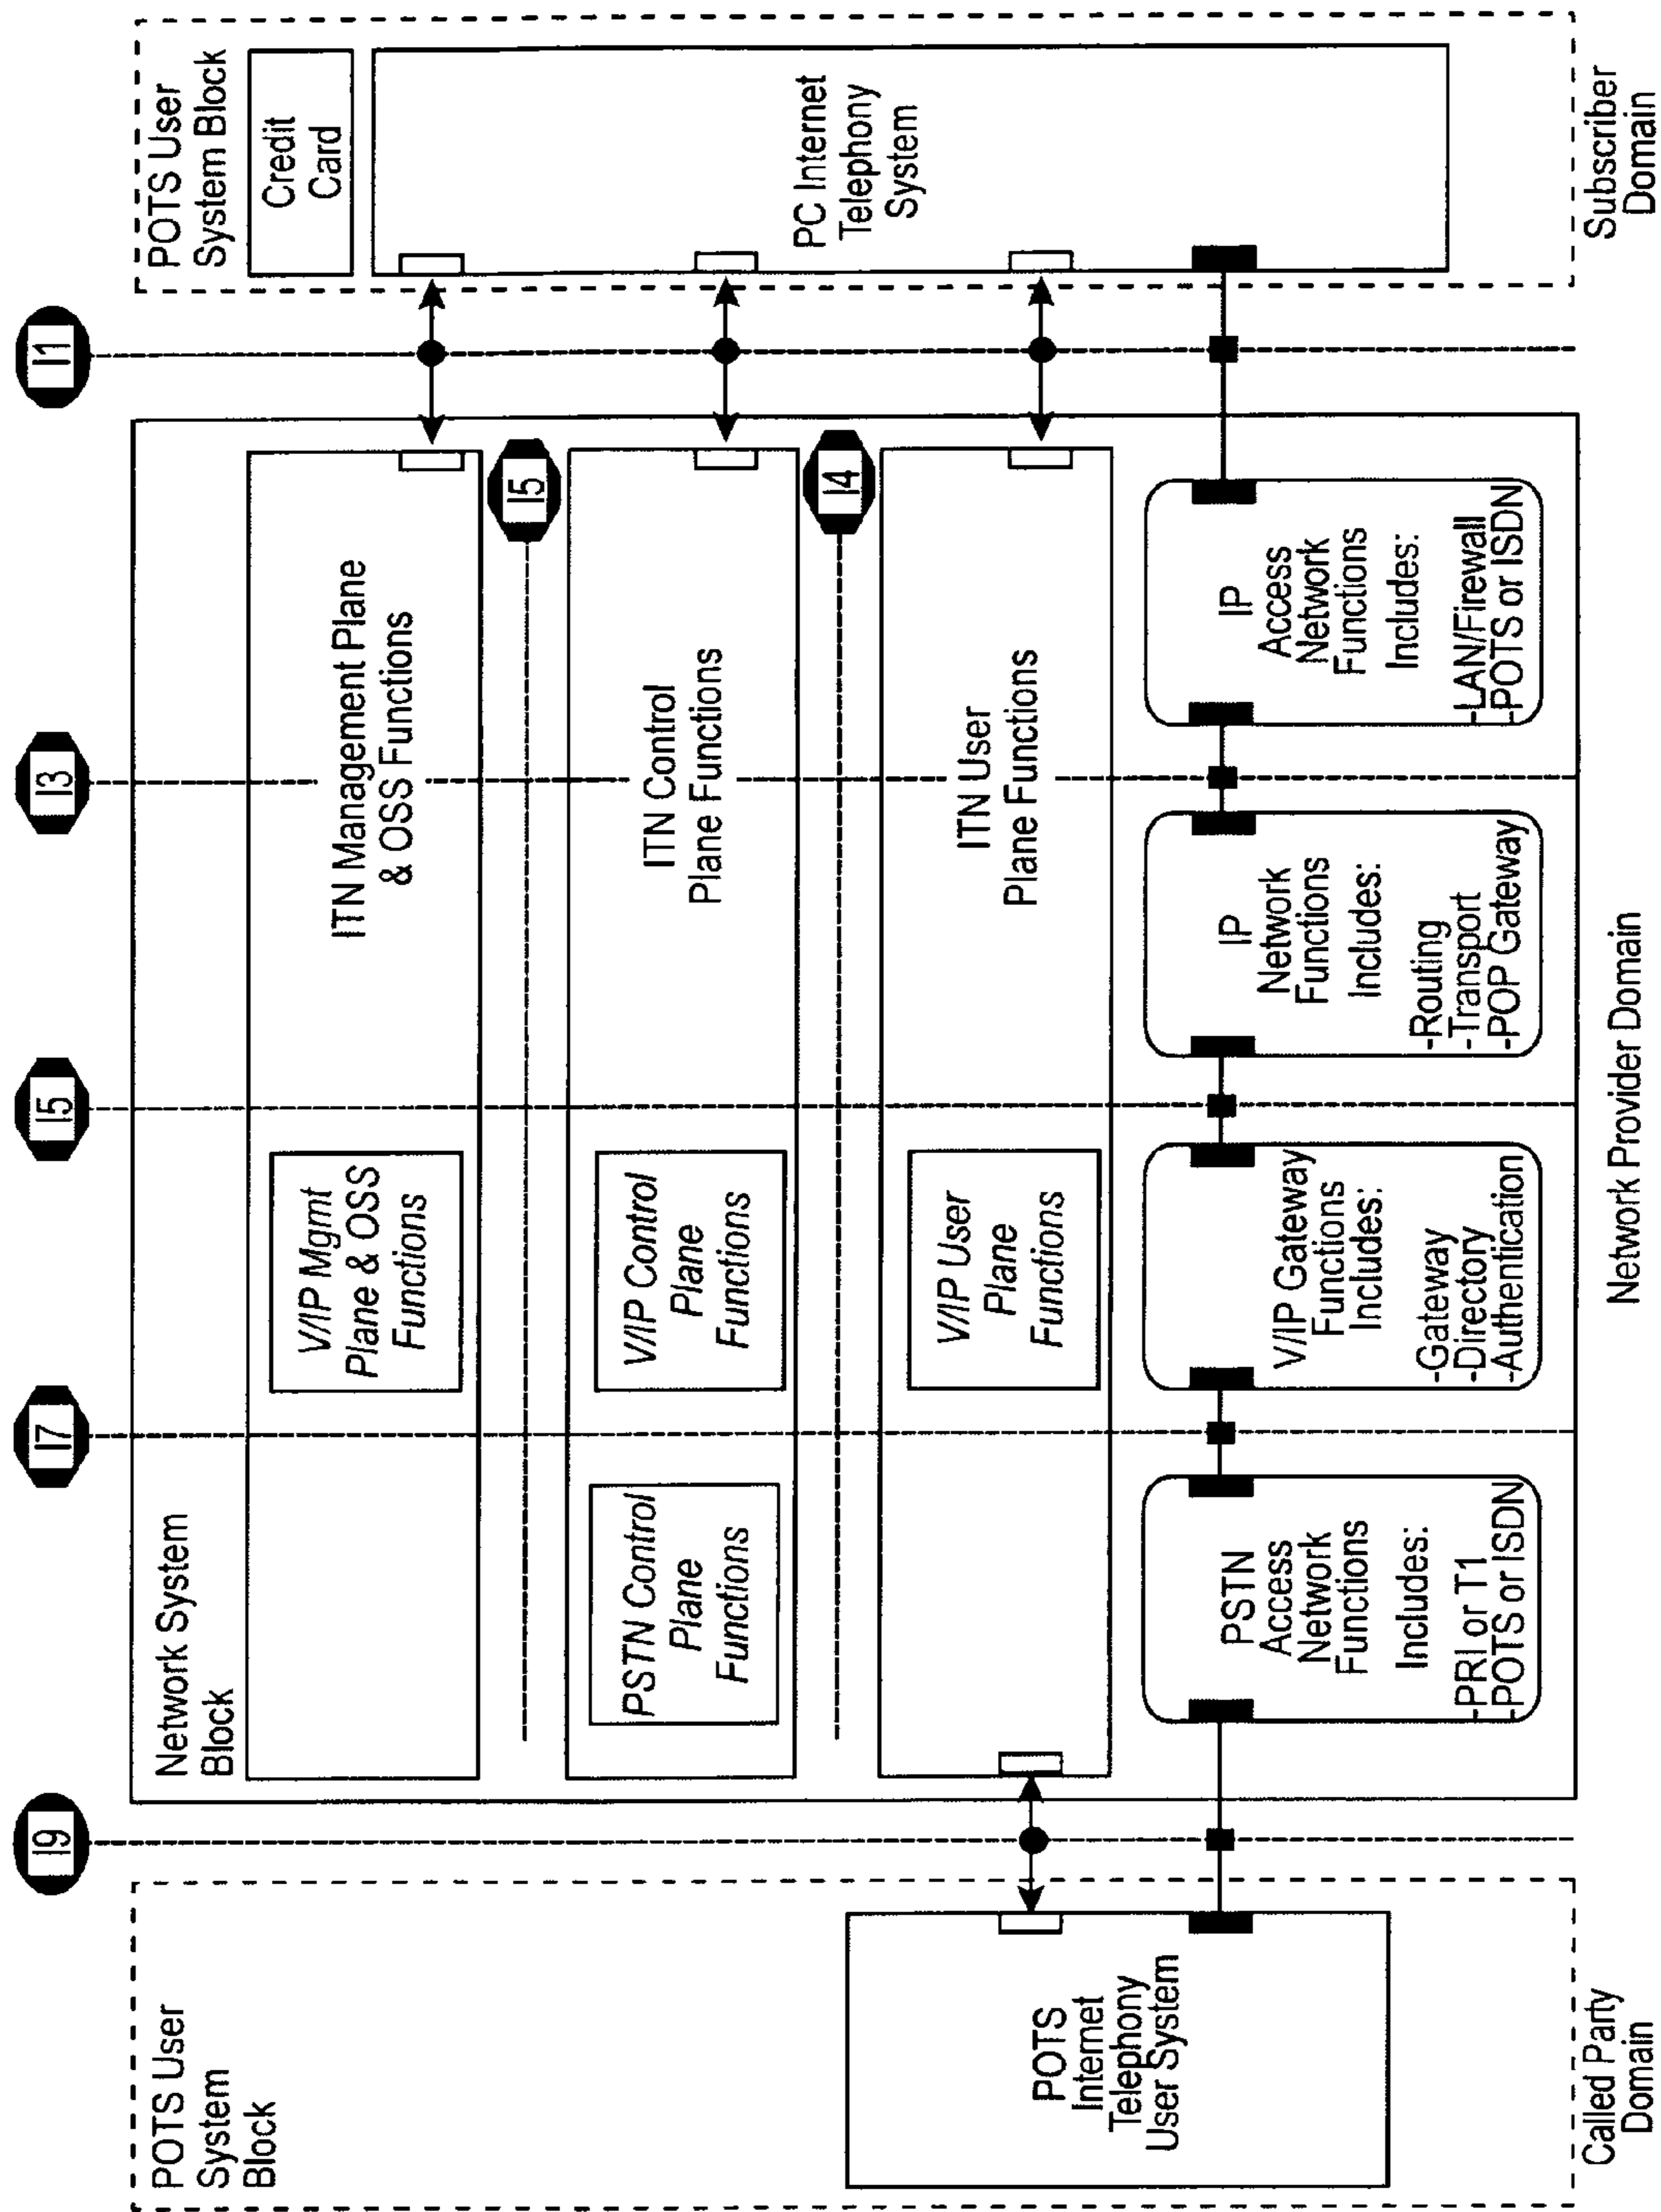 I9
I7
I5
I3
I1
POTS User
System
Block
POTS
Internet
Telephony
User System
Called Party
Domain
Network System
Block
ITN Management Plane
& OSS Functions
V/IP Mgmt
Plane & OSS
Functions
I5
PSTN Control
Plane
Functions
V/IP Control
Plane
Functions
ITN Control
Plane Functions
I4
V/IP User
Plane
Functions
ITN User
Plane Functions
PSTN
Access
Network
Functions
Includes:
-PRI or T1
-POTS or ISDN
V/IP Gateway
Functions
Includes:
-Gateway
-Directory
-Authentication
IP
Network
Functions
Includes:
-Routing
-Transport
-POP Gateway
IP
Access
Network
Functions
Includes:
-LAN/Firewall
-POTS or ISDN
Network Provider Domain
POTS User
System Block
Credit
Card
PC Internet
Telephony
System
Subscriber
Domain